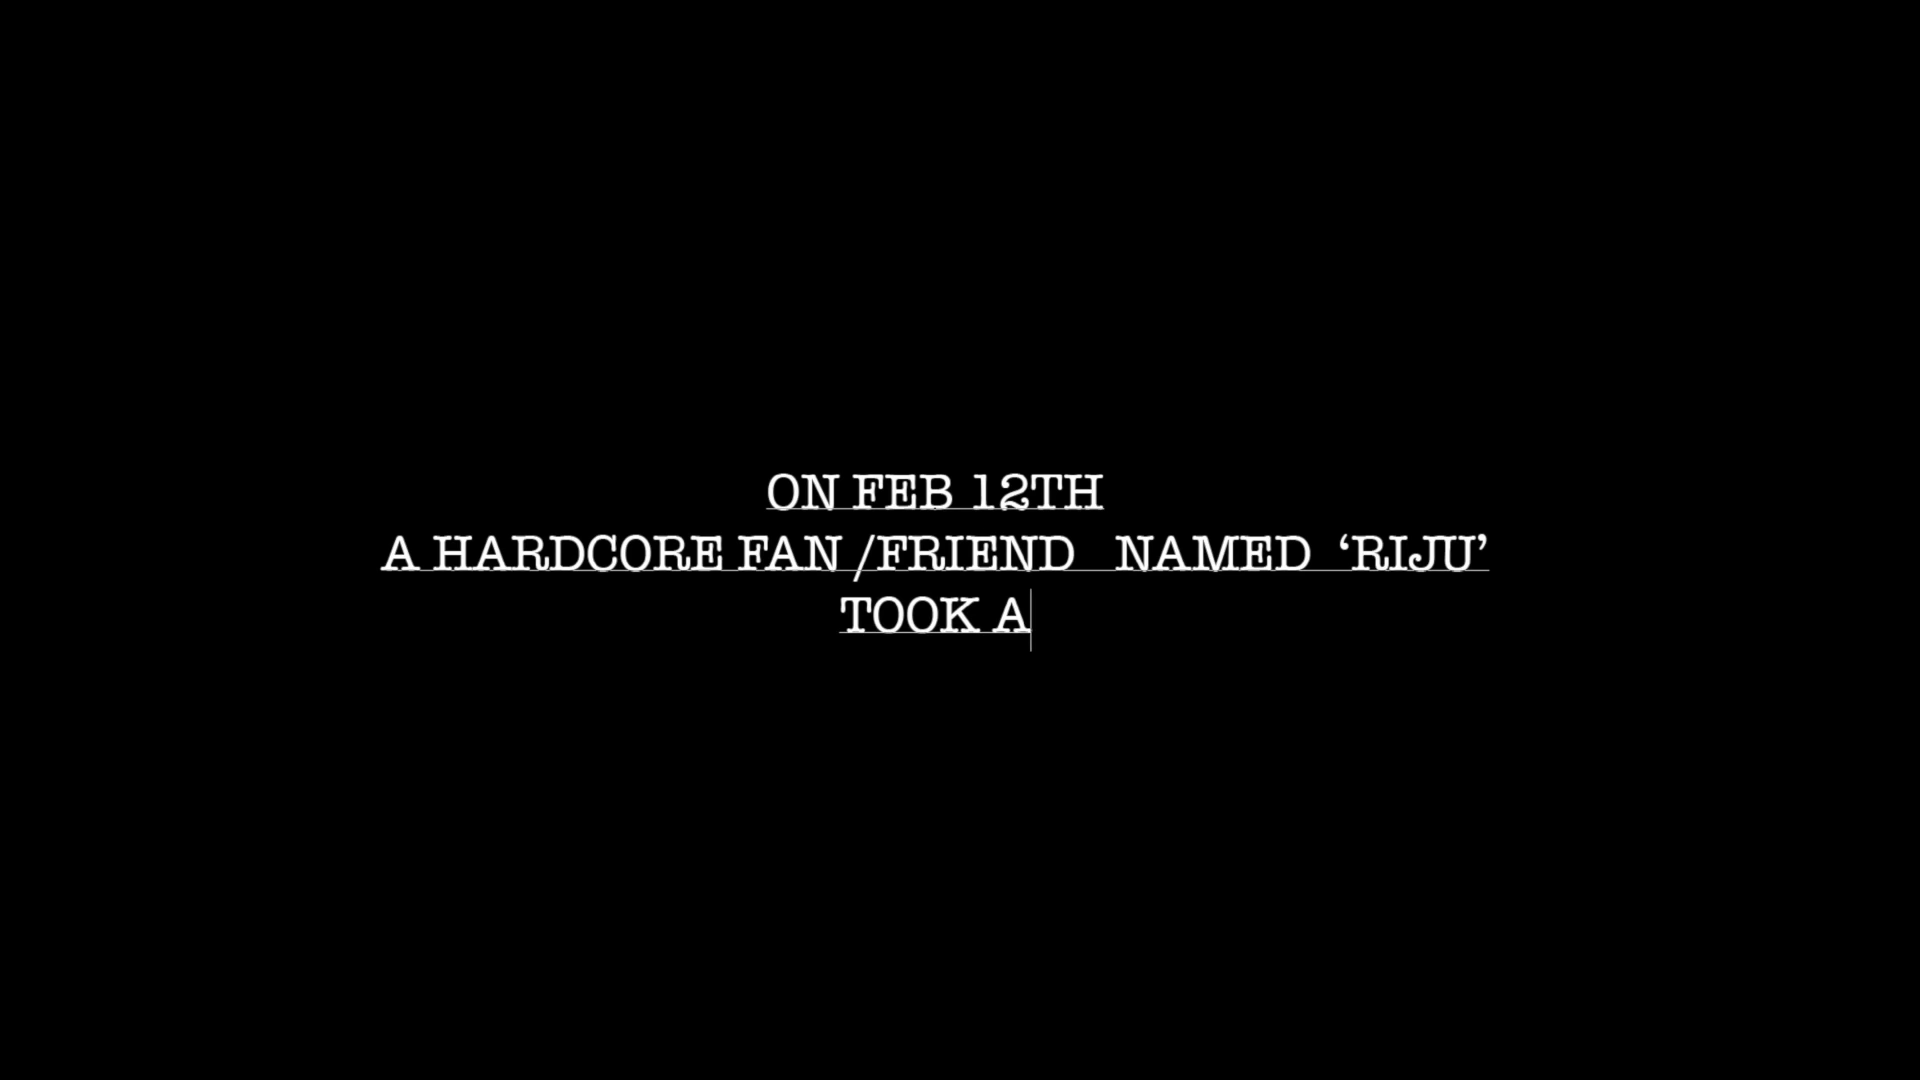 ON FEB 12TH
A HARDCORE FAN /FRIEND   NAMED  ‘RIJU’
TOOK A